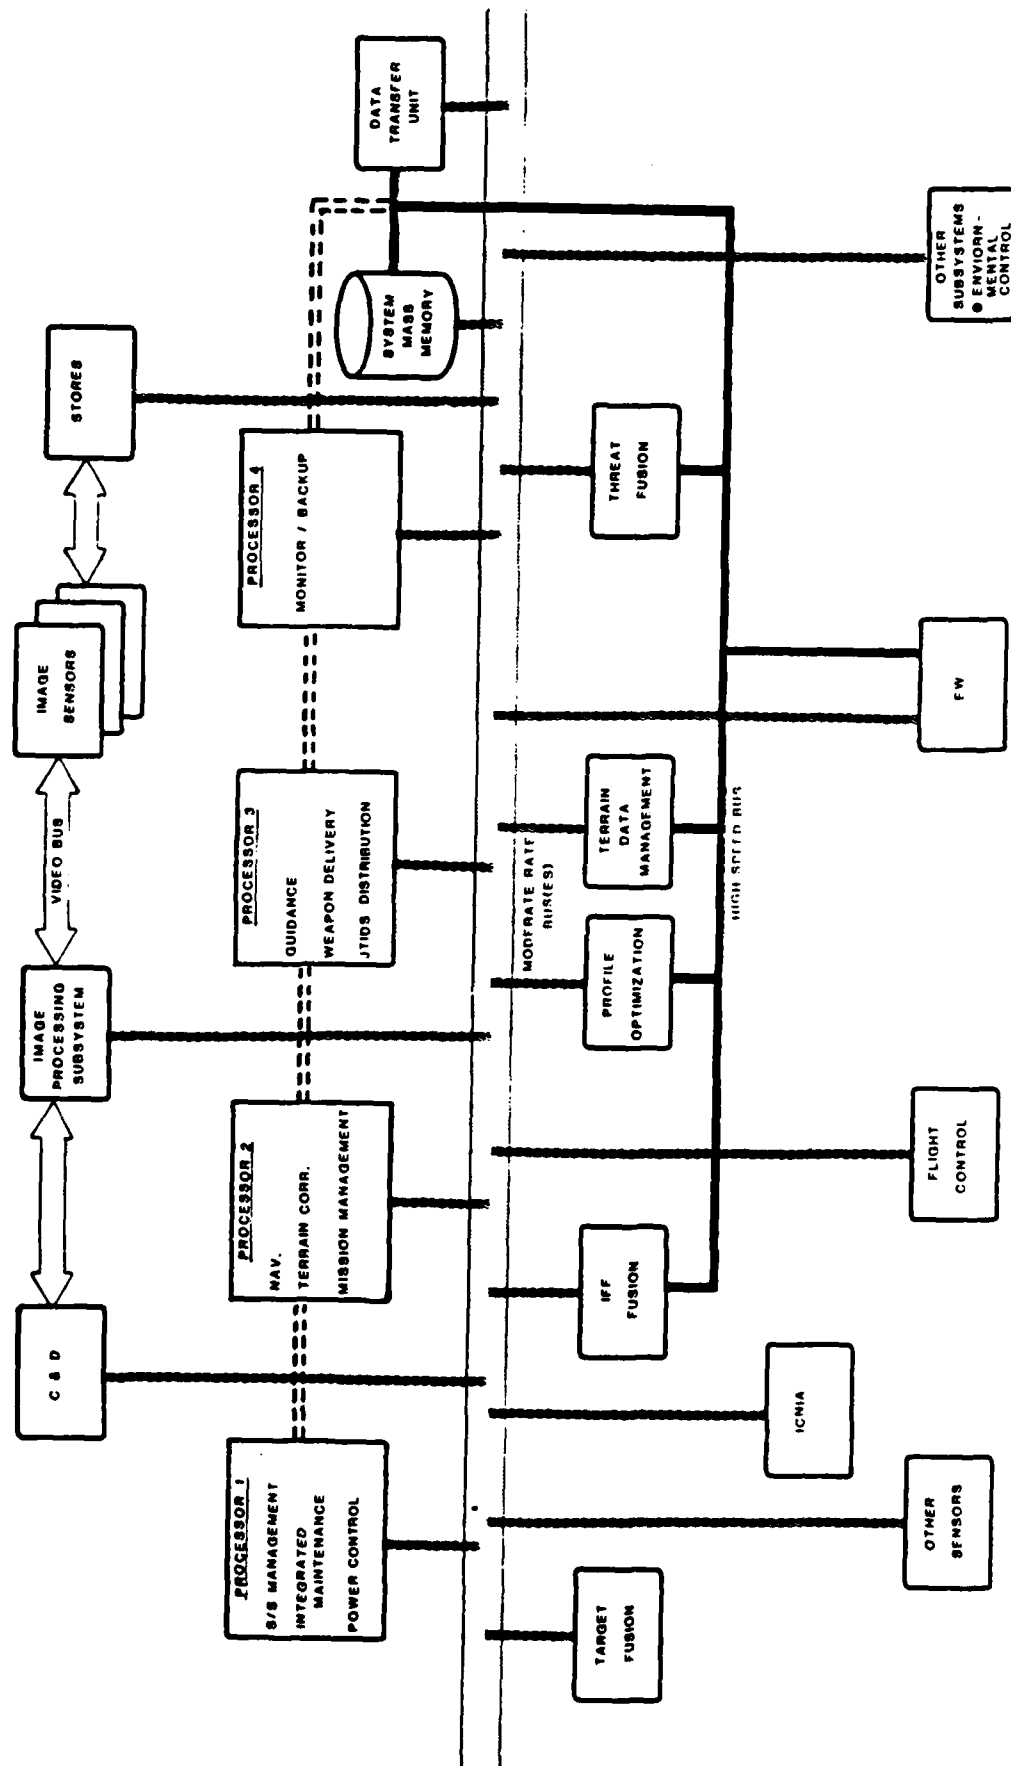 C & D
IMAGE
PROCESSING
SUBSYSTEM
VIDEO BUS
IMAGE
SENSORS
STORES
PROCESSOR 1
S/S MANAGEMENT
INTEGRATED
MAINTENANCE
POWER CONTROL
PROCESSOR 2
NAV.
TERRAIN CORR.
MISSION MANAGEMENT
PROCESSOR 3
GUIDANCE
WEAPON DELIVERY
JTIDS DISTRIBUTION
PROCESSOR 4
MONITOR / BACKUP
SYSTEM
MASS
MEMORY
DATA
TRANSFER
UNIT
MODERATE RATE
BUS(ES)
TARGET
FUSION
IFF
FUSION
PROFILE
OPTIMIZATION
TERRAIN
DATA
MANAGEMENT
THREAT
FUSION
HIGH SPEED BUS
ICNIA
OTHER
SENSORS
FLIGHT
CONTROL
EW
OTHER
SUBSYSTEMS
● ENVIORN-
MENTAL
CONTROL